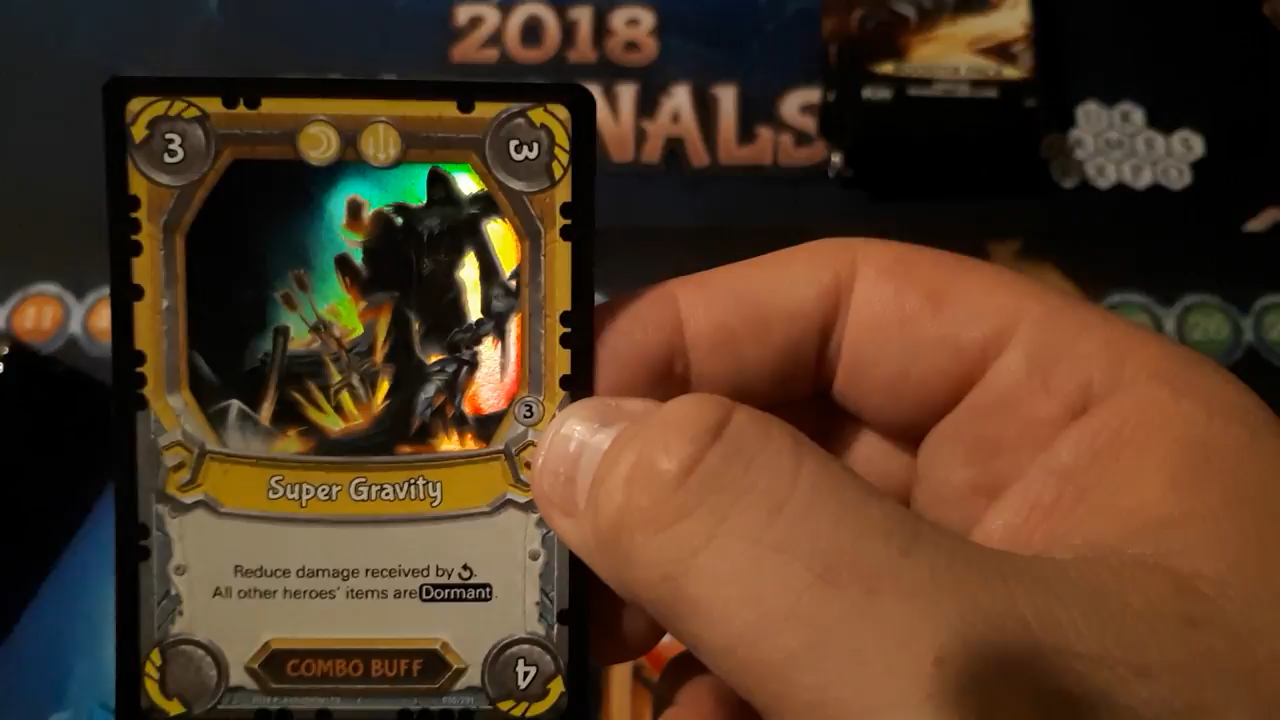 2018
NALS
3
3
3
Super Gravity
Reduce damage received by
All other heroes' items are Dormant.
COMBO BUFF
4